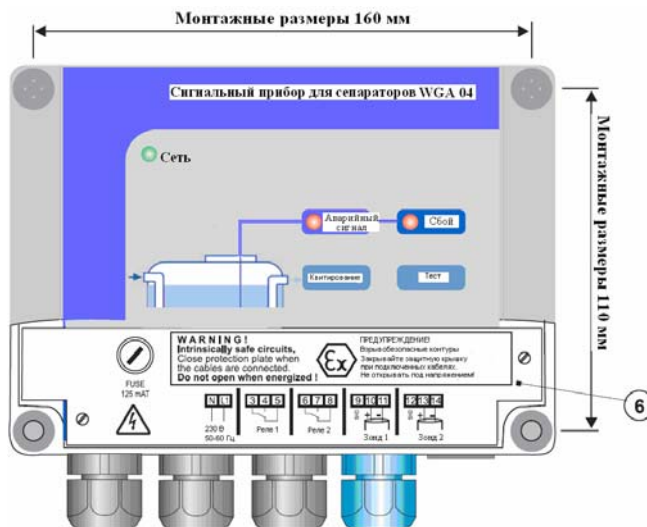 Монтажные размеры 160 мм
Сигнальный прибор для сепараторов WGA 04
Сеть
Аварийный
сигнал
Сбой
Квитирование
Тест
Монтажные размеры 110 мм
WARNING!
Intrinsically safe circuits,
Close protection plate when
the cables are connected.
Do not open when energized !
Ex
ПРЕДУПРЕЖДЕНИЕ!
Взрывобезопасные контуры
Закрывайте защитную крышку
при подключенных кабелях.
Не открывать под напряжением!
FUSE
125 mAT
N L1
3 4 5
6 7 8
9 10 11
12 13 14
230 В
50-60 Гц
Реле 1
Реле 2
Зонд 1
Зонд 2
6